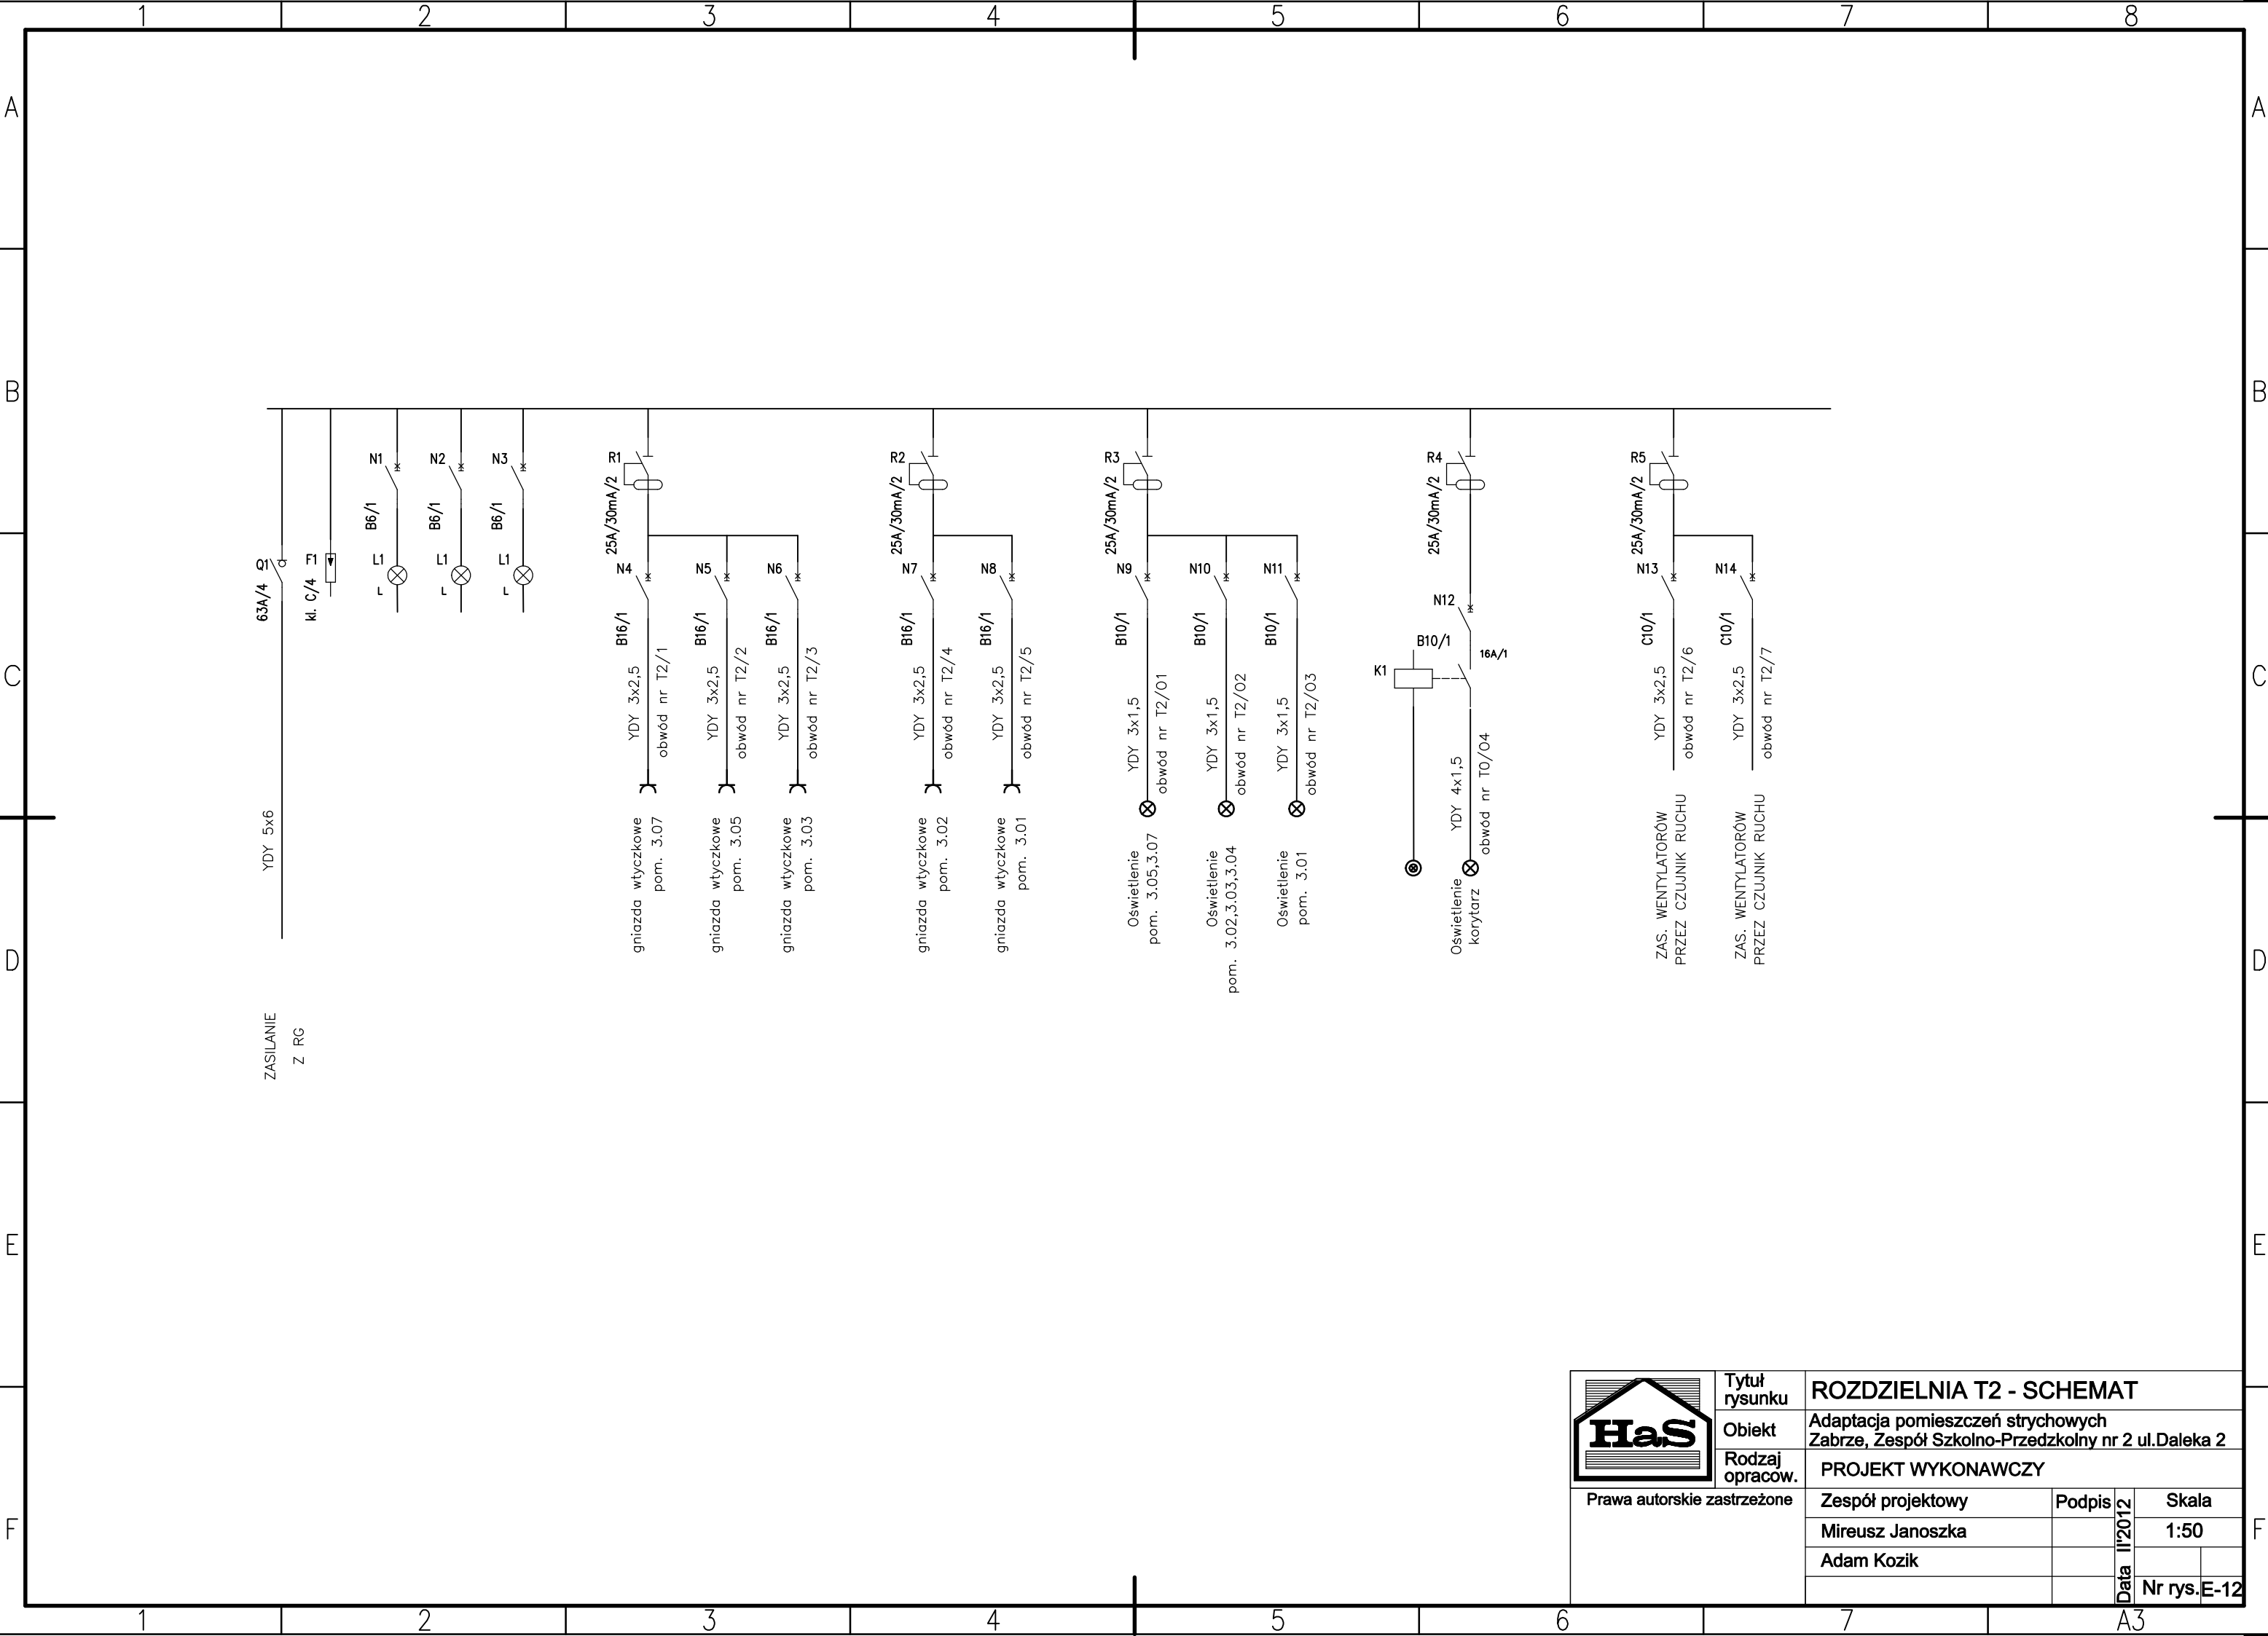 1 2 3 4 5 6 7 8
A A
B B
C C
D D
E E
F F
1 2 3 4 5 6 7 A3
Q1
63A/4
YDY 5x6
ZASILANIE
Z RG
F1
kl. C/4
N1
B6/1
L1
L
N2
B6/1
L1
L
N3
B6/1
L1
L
R1
25A/30mA/2
N4
B16/1
YDY 3x2,5
obwód nr T2/1
gniazda wtyczkowe
pom. 3.07
N5
B16/1
YDY 3x2,5
obwód nr T2/2
gniazda wtyczkowe
pom. 3.05
N6
B16/1
YDY 3x2,5
obwód nr T2/3
gniazda wtyczkowe
pom. 3.03
R2
25A/30mA/2
N7
B16/1
YDY 3x2,5
obwód nr T2/4
gniazda wtyczkowe
pom. 3.02
N8
B16/1
YDY 3x2,5
obwód nr T2/5
gniazda wtyczkowe
pom. 3.01
R3
25A/30mA/2
N9
B10/1
YDY 3x1,5
obwód nr T2/O1
Oświetlenie
pom. 3.05,3.07
N10
B10/1
YDY 3x1,5
obwód nr T2/O2
Oświetlenie
pom. 3.02,3.03,3.04
N11
B10/1
YDY 3x1,5
obwód nr T2/O3
Oświetlenie
pom. 3.01
R4
25A/30mA/2
N12
B10/1
16A/1
K1
YDY 4x1,5
obwód nr T0/O4
Oświetlenie
korytarz
R5
25A/30mA/2
N13
C10/1
YDY 3x2,5
obwód nr T2/6
ZAS. WENTYLATORÓW
PRZEZ CZUJNIK RUCHU
N14
C10/1
YDY 3x2,5
obwód nr T2/7
ZAS. WENTYLATORÓW
PRZEZ CZUJNIK RUCHU
HaS
Prawa autorskie zastrzeżone
Tytuł
rysunku
ROZDZIELNIA T2 - SCHEMAT
Obiekt
Adaptacja pomieszczeń strychowych
Zabrze, Zespół Szkolno-Przedzkolny nr 2 ul.Daleka 2
Rodzaj
opracow.
PROJEKT WYKONAWCZY
Zespół projektowy
Podpis
Skala
Mireusz Janoszka
1:50
Adam Kozik
Data II'2012
Nr rys. E-12